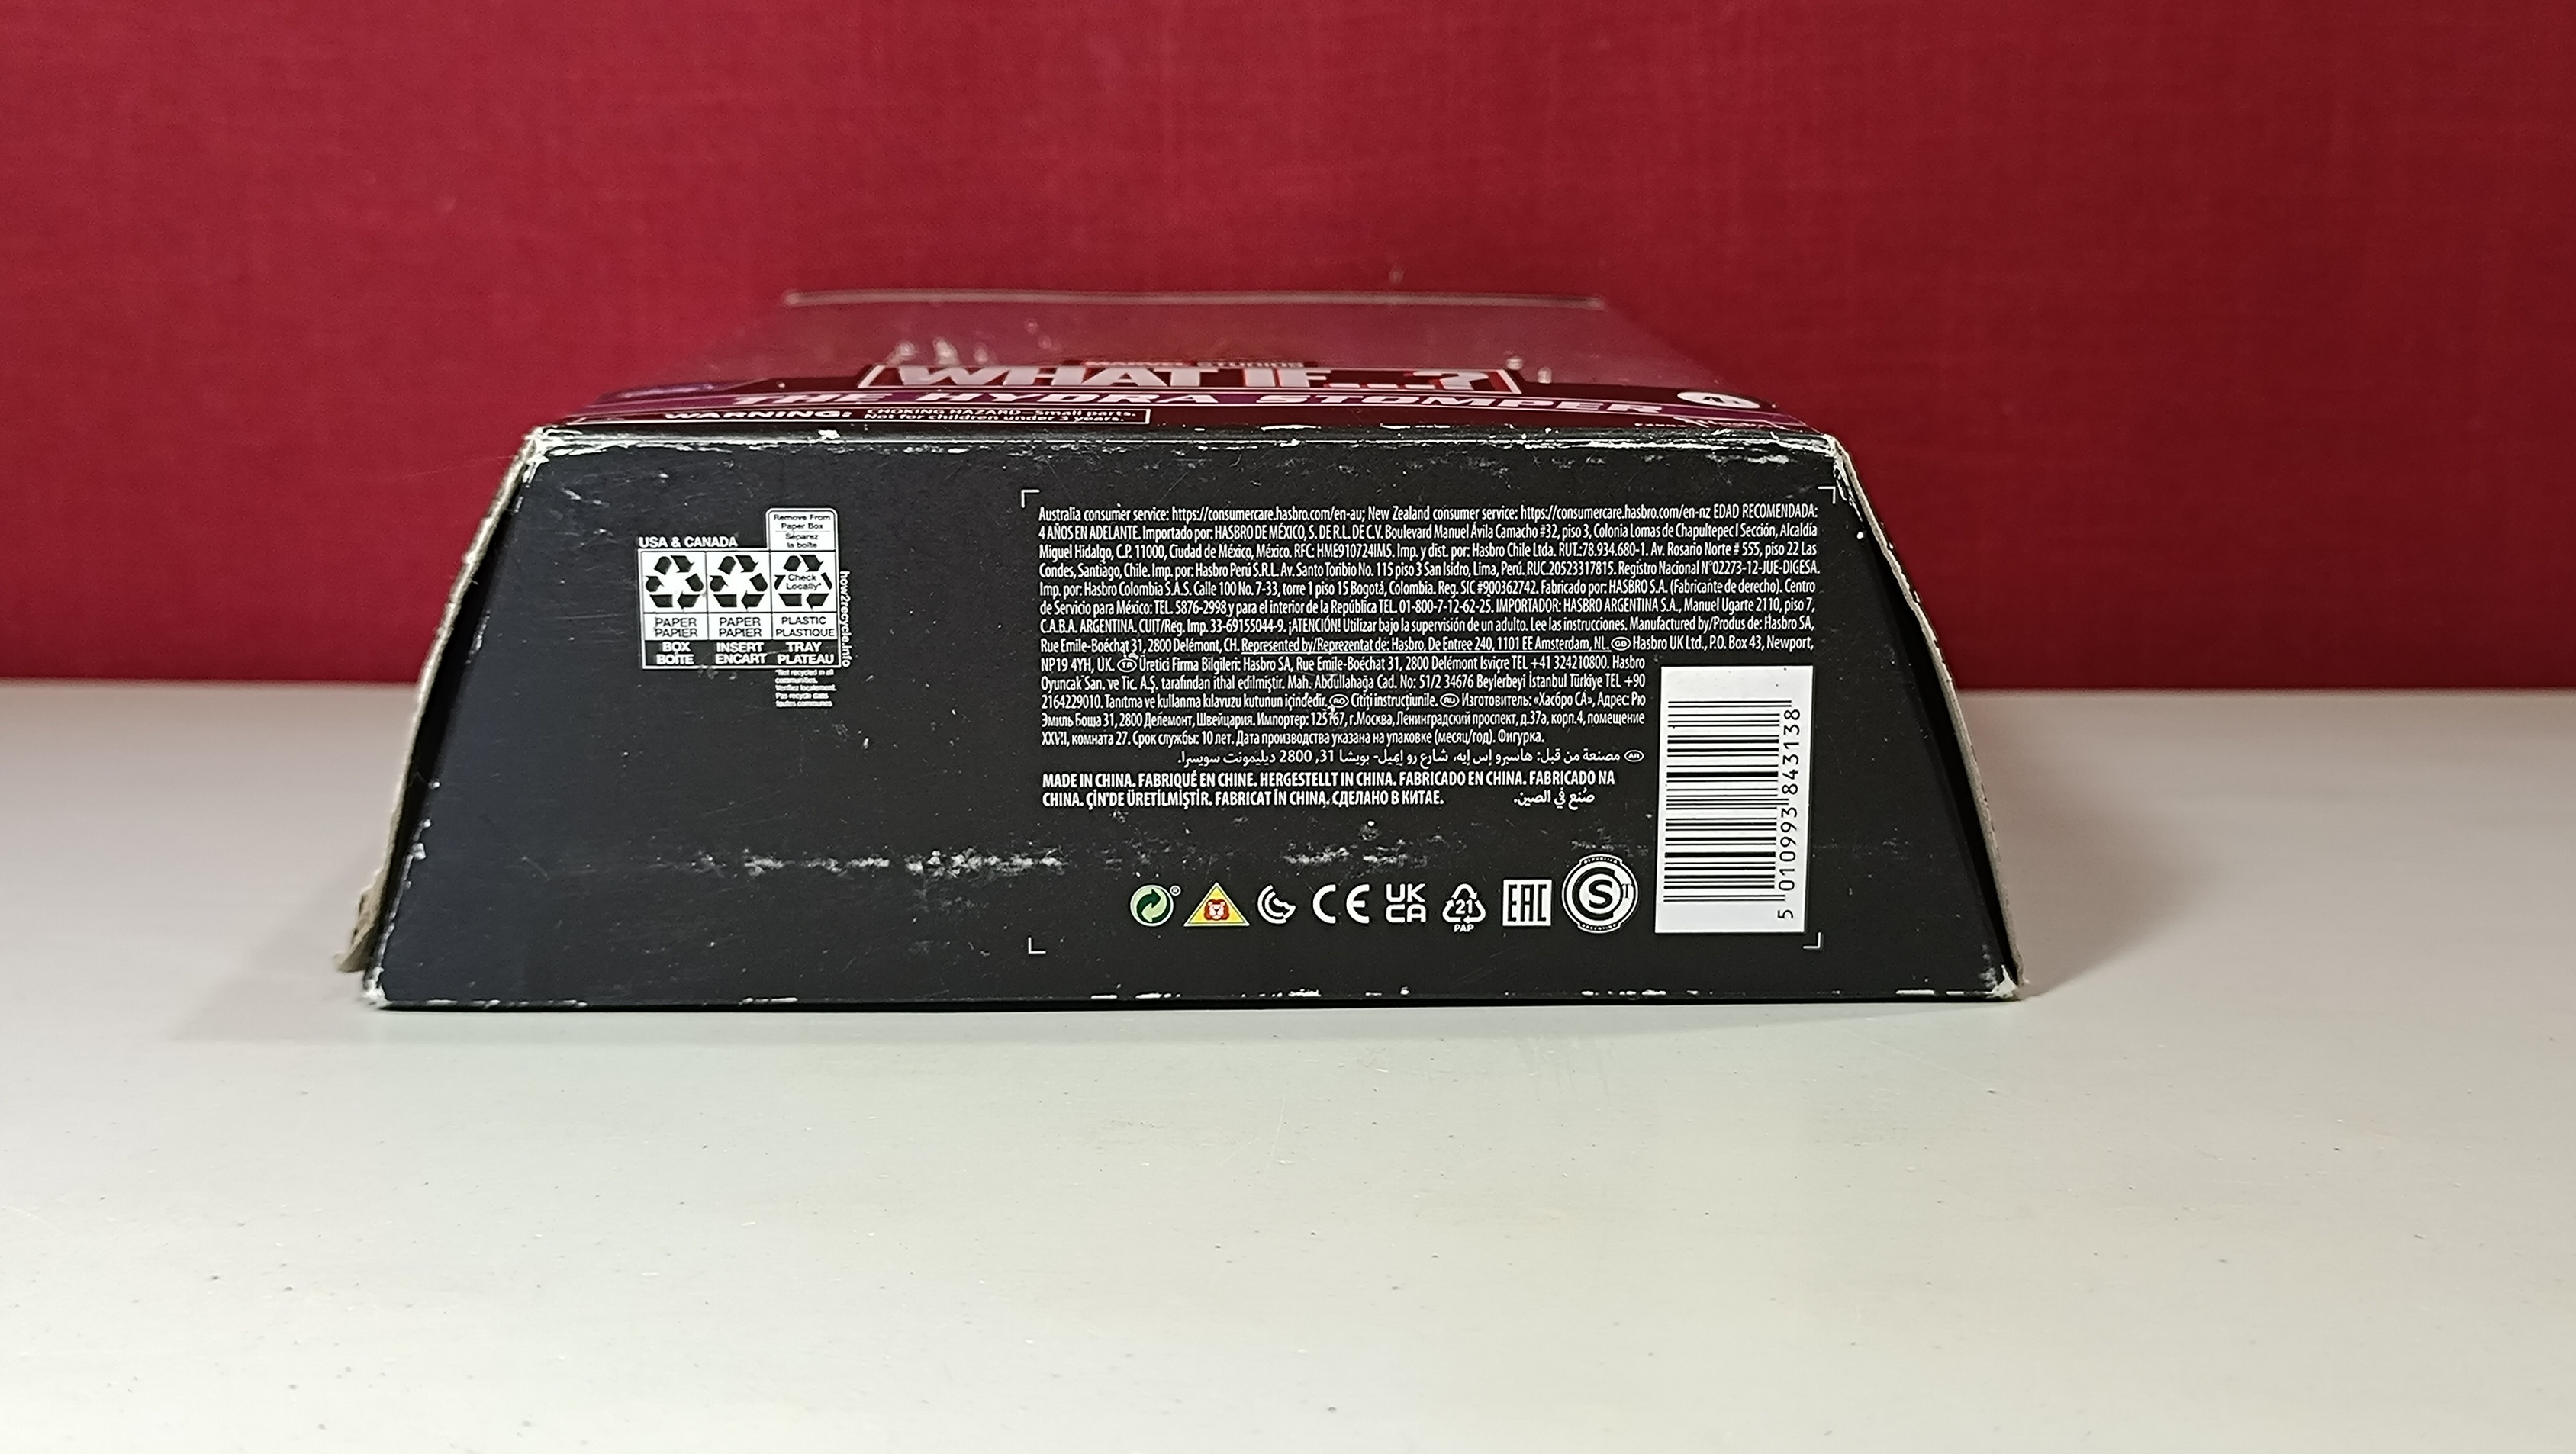 WHAT IF...?
THE HYDRA STOMPER
4+
WARNING: CHOKING HAZARD–Small parts.
Not for children under 3 years.
Remove From
Paper Box
Séparez
la boîte
USA & CANADA
Check
Locally*
PAPER PAPER PLASTIC
PAPIER PAPIER PLASTIQUE
BOX INSERT TRAY
BOÎTE ENCART PLATEAU
how2recycle.info
*Not recycled in all
communities.
Vérifiez localement.
Pas recyclé dans
toutes communes
Australia consumer service: https://consumercare.hasbro.com/en-au; New Zealand consumer service: https://consumercare.hasbro.com/en-nz EDAD RECOMENDADA:
4 AÑOS EN ADELANTE. Importado por: HASBRO DE MÉXICO, S. DE R.L. DE C.V. Boulevard Manuel Ávila Camacho #32, piso 3, Colonia Lomas de Chapultepec I Sección, Alcaldía
Miguel Hidalgo, C.P. 11000, Ciudad de México, México. RFC: HME910724IM5. Imp. y dist. por: Hasbro Chile Ltda. RUT.:78.934.680-1. Av. Rosario Norte # 555, piso 22 Las
Condes, Santiago, Chile. Imp. por: Hasbro Perú S.R.L. Av. Santo Toribio No. 115 piso 3 San Isidro, Lima, Perú. RUC.20523317815. Registro Nacional N°02273-12-JUE-DIGESA.
Imp. por: Hasbro Colombia S.A.S. Calle 100 No. 7-33, torre 1 piso 15 Bogotá, Colombia. Reg. SIC #900362742. Fabricado por: HASBRO S.A. (Fabricante de derecho). Centro
de Servicio para México: TEL. 5876-2998 y para el interior de la República TEL. 01-800-7-12-62-25. IMPORTADOR: HASBRO ARGENTINA S.A., Manuel Ugarte 2110, piso 7,
C.A.B.A. ARGENTINA. CUIT/Reg. Imp. 33-69155044-9. ¡ATENCIÓN! Utilizar bajo la supervisión de un adulto. Lee las instrucciones. Manufactured by/Produs de: Hasbro SA,
Rue Emile-Boéchat 31, 2800 Delémont, CH. Represented by/Reprezentat de: Hasbro, De Entree 240, 1101 EE Amsterdam, NL. GB Hasbro UK Ltd., P.O. Box 43, Newport,
NP19 4YH, UK. TR Üretici Firma Bilgileri: Hasbro SA, Rue Emile-Boéchat 31, 2800 Delémont İsviçre TEL +41 324210800. Hasbro
Oyuncak San. ve Tic. A.Ş. tarafından ithal edilmiştir. Mah. Abdullahağa Cad. No: 51/2 34676 Beylerbeyi İstanbul Türkiye TEL +90
2164229010. Tanıtma ve kullanma kılavuzu kutunun içindedir. RO Citiți instrucțiunile. RU Изготовитель: «Хасбро СА», Адрес: Рю
Эмиль Боша 31, 2800 Делемонт, Швейцария. Импортер: 125167, г.Москва, Ленинградский проспект, д.37а, корп.4, помещение
XXVII, комната 27. Срок службы: 10 лет. Дата производства указана на упаковке (месяц/год). Фигурка.
AR مصنعة من قبل: هاسبرو إس إيه، شارع رو إيميل- بويشا 31, 2800 ديليمونت سويسرا.
MADE IN CHINA. FABRIQUÉ EN CHINE. HERGESTELLT IN CHINA. FABRICADO EN CHINA. FABRICADO NA
CHINA. ÇİN'DE ÜRETİLMİŞTİR. FABRICAT ÎN CHINA. СДЕЛАНО В КИТАЕ. صُنع في الصين.
CE UKCA 21 PAP EAC S
5 010993 843138